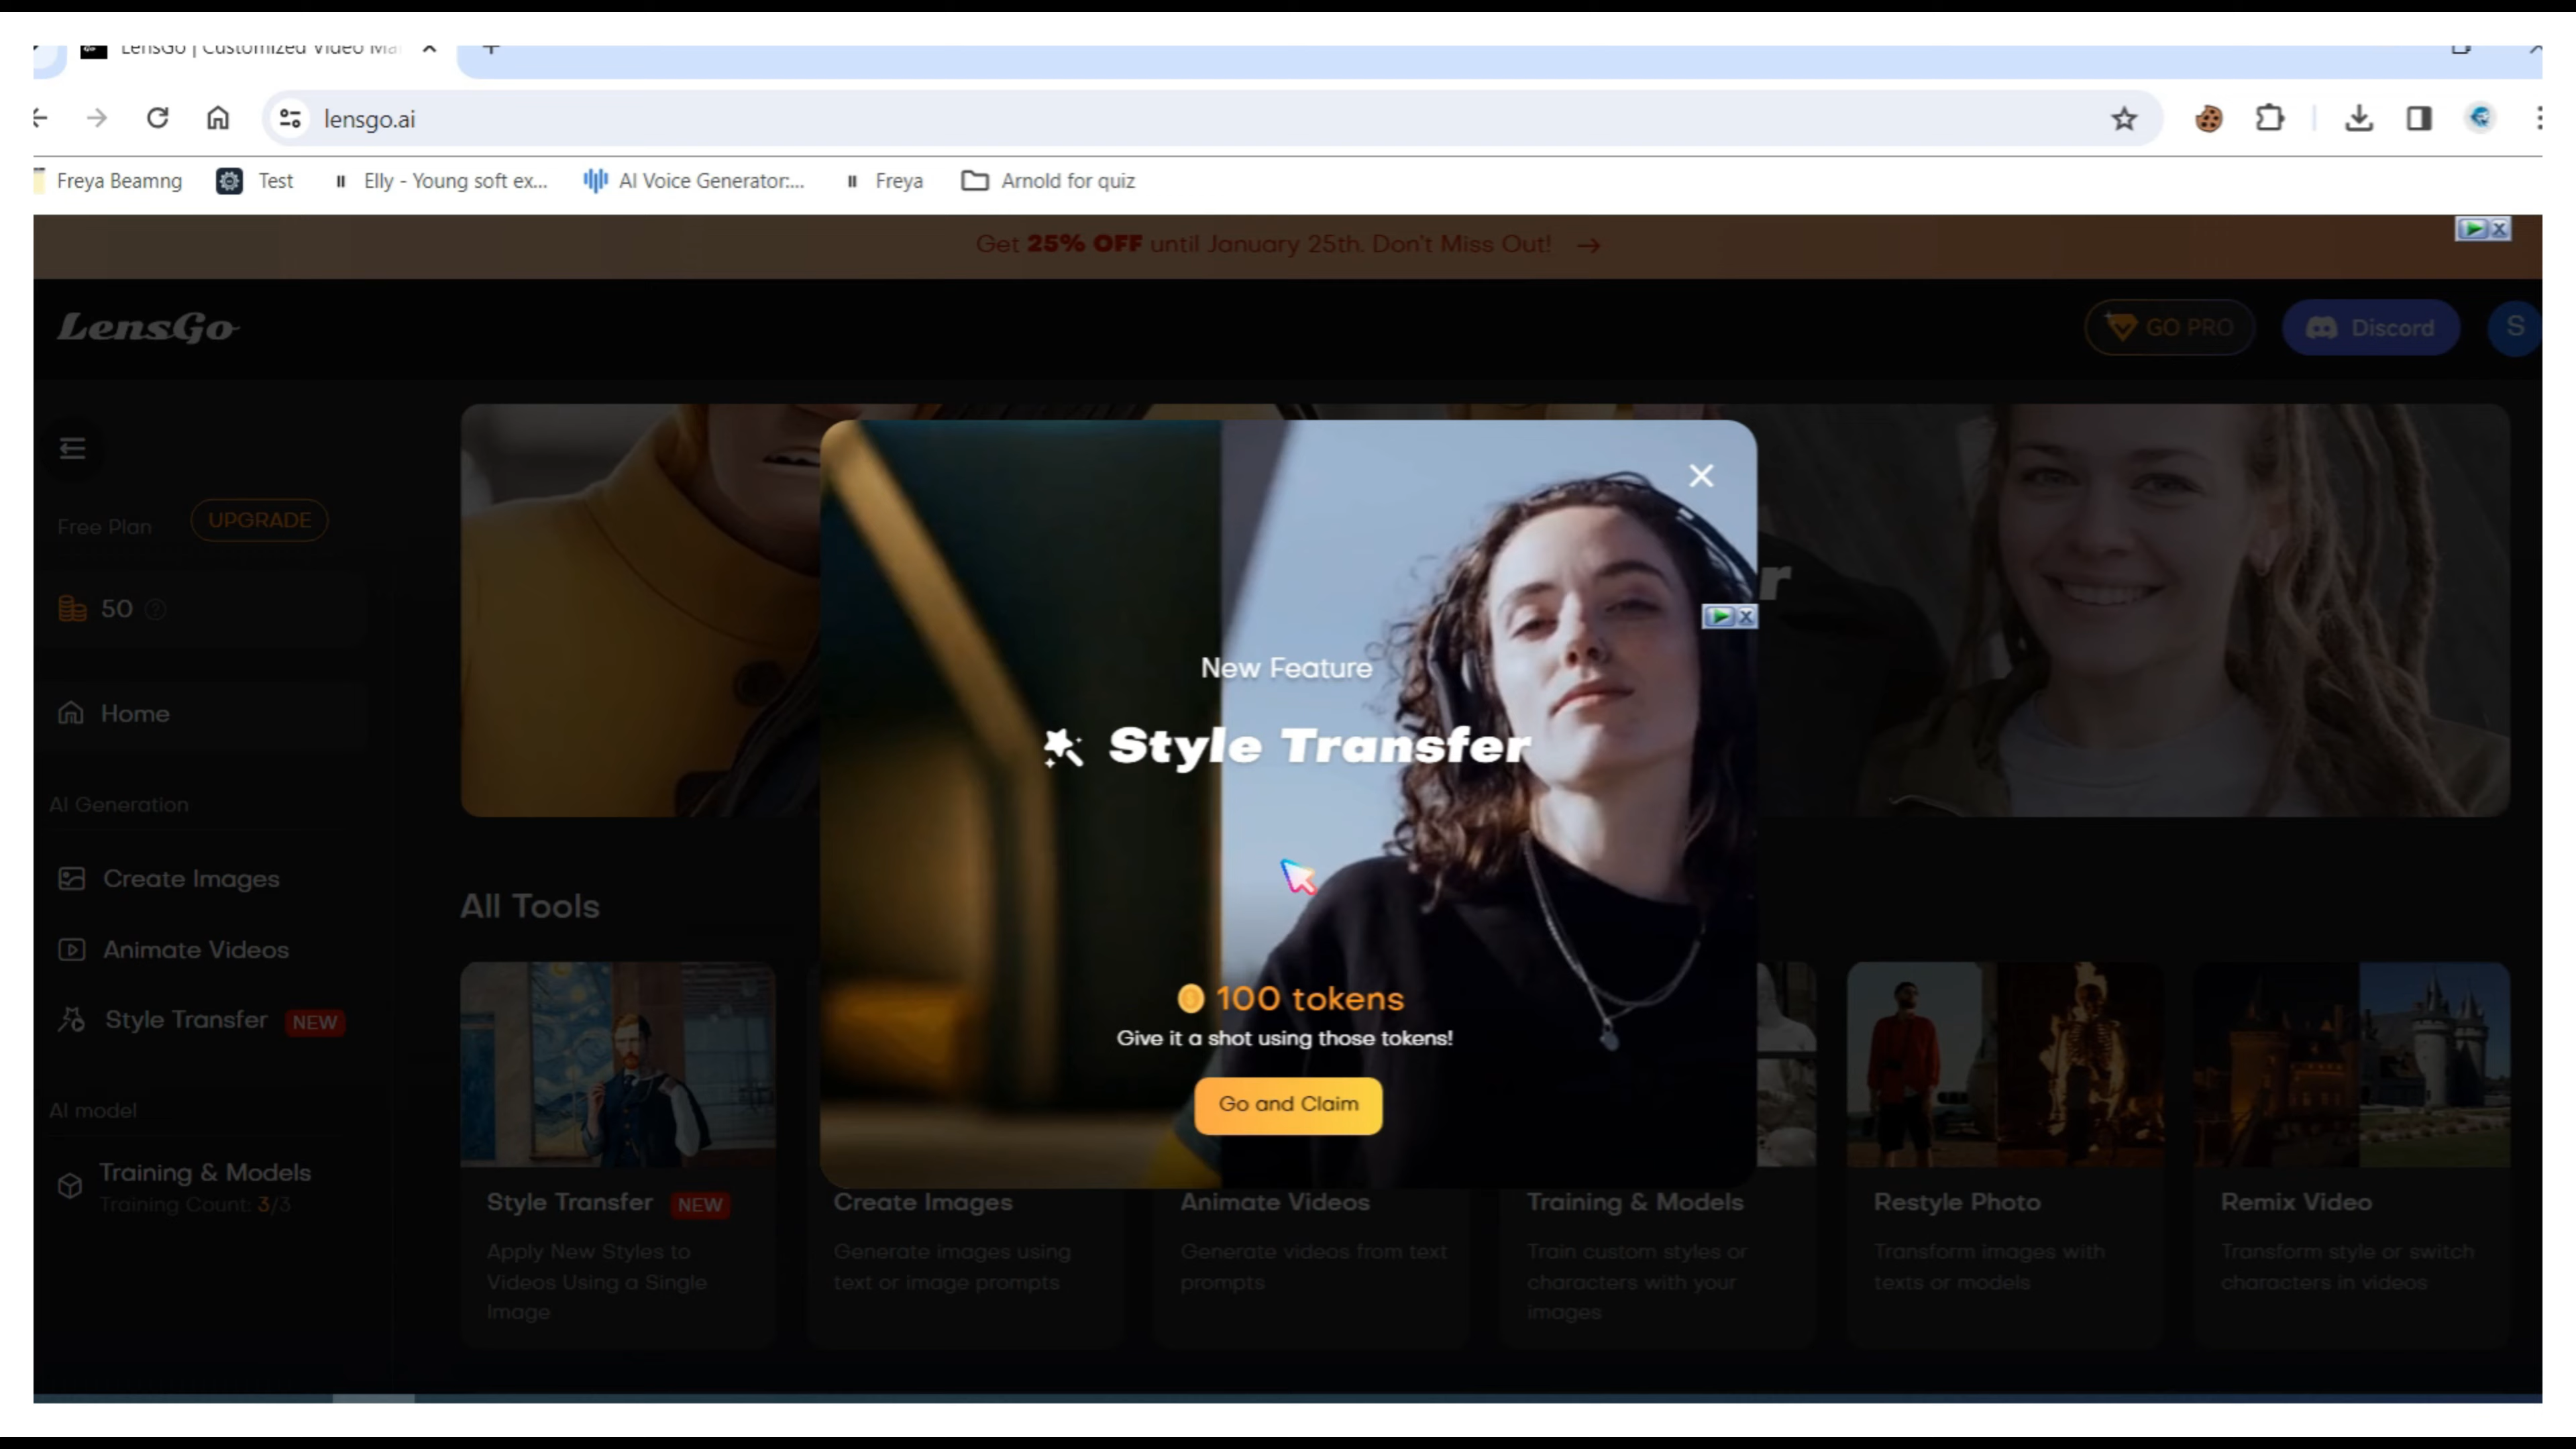 LensGo | Customized Video Ma
lensgo.ai
Freya Beamng
Test
Elly - Young soft ex...
AI Voice Generator:...
Freya
Arnold for quiz
Get 25% OFF until January 25th. Don't Miss Out! →
LensGo
GO PRO
Discord
S
Free Plan
UPGRADE
50
Home
AI Generation
Create Images
Animate Videos
Style Transfer NEW
AI model
Training & Models
Training Count: 3/3
r
New Feature
Style Transfer
100 tokens
Give it a shot using those tokens!
Go and Claim
All Tools
Style Transfer NEW
Apply New Styles to
Videos Using a Single
Image
Create Images
Generate images using
text or image prompts
Animate Videos
Generate videos from text
prompts
Training & Models
Train custom styles or
characters with your
images
Restyle Photo
Transform images with
texts or models
Remix Video
Transform style or switch
characters in videos